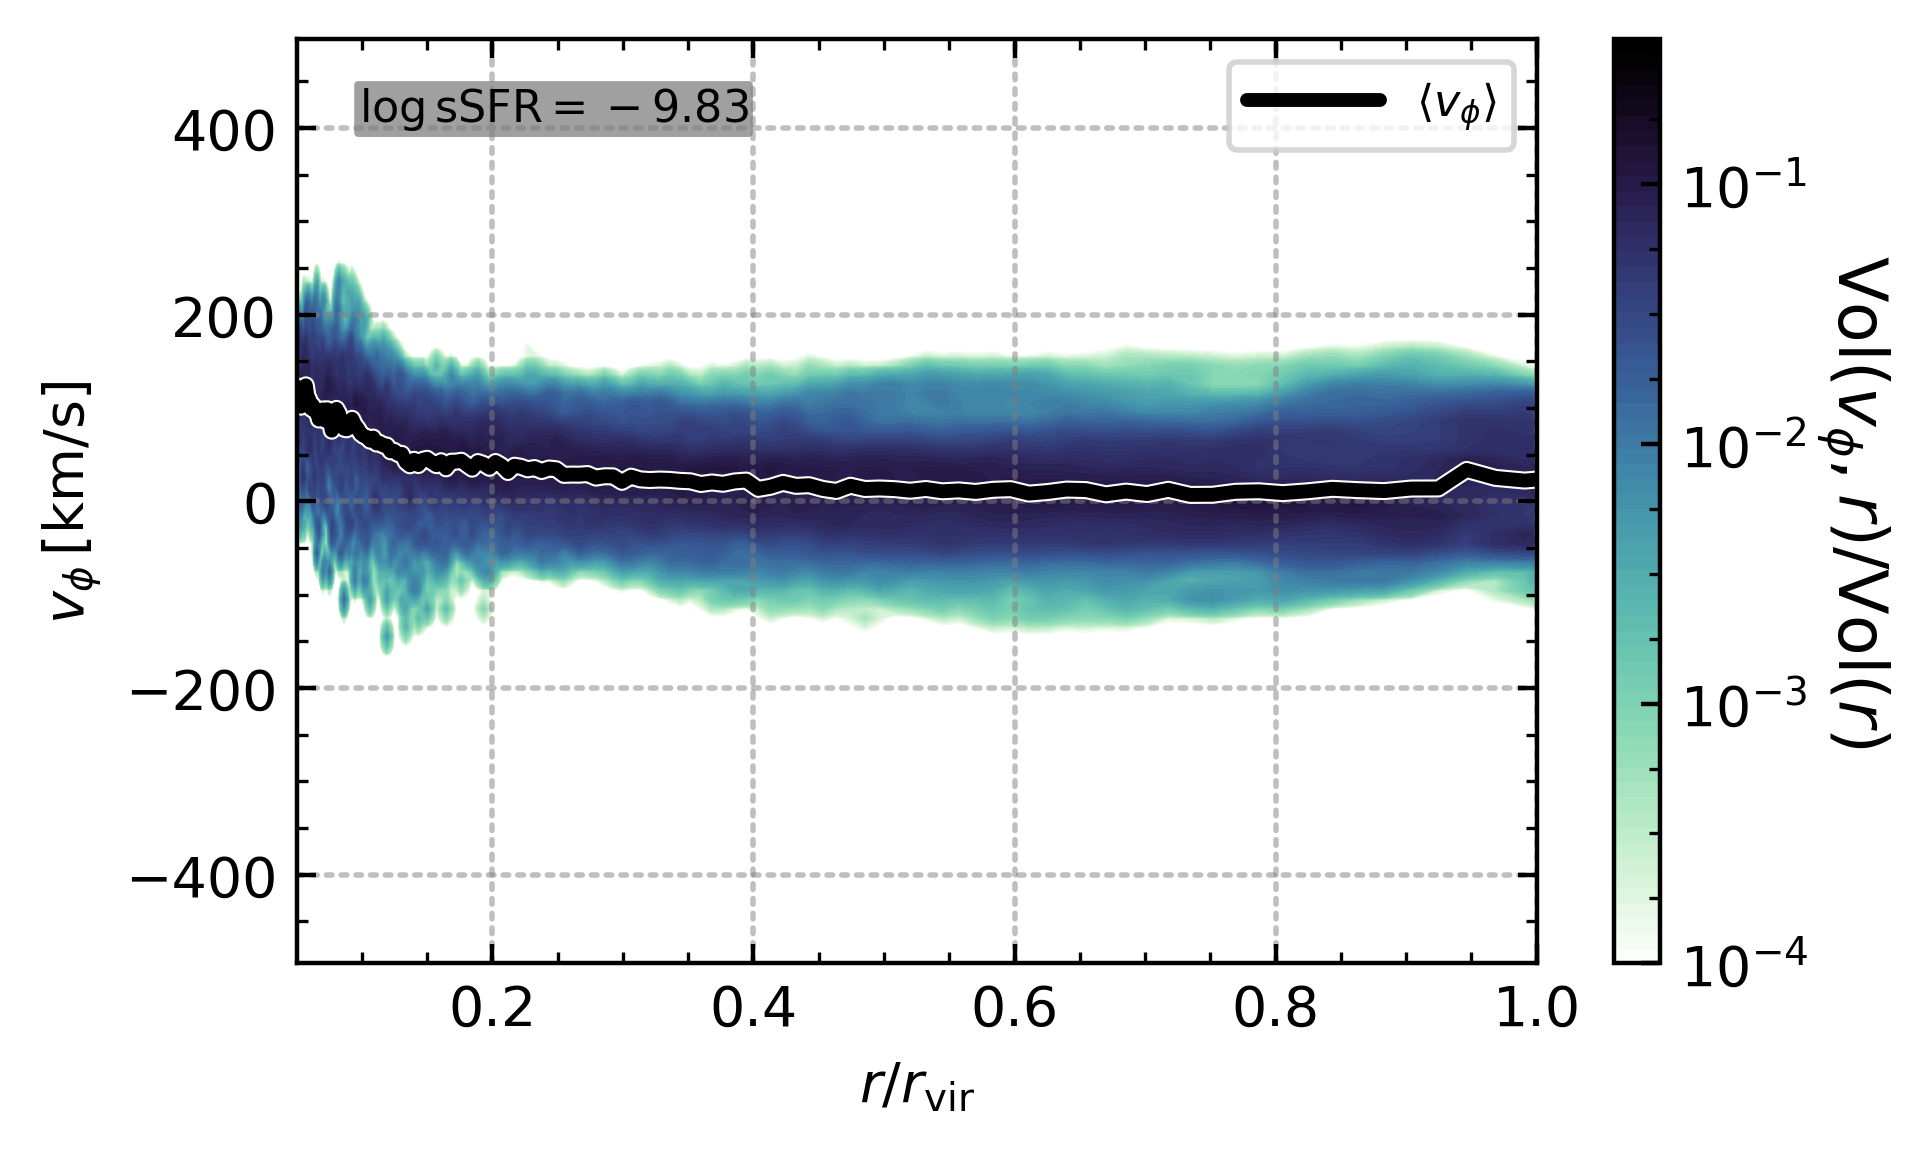 log sSFR = −9.83
⟨v_ϕ⟩
400
200
0
−200
−400
v_ϕ [km/s]
0.2 0.4 0.6 0.8 1.0
r/r_vir
10^−1
10^−2
10^−3
10^−4
Vol(v_ϕ, r)/Vol(r)